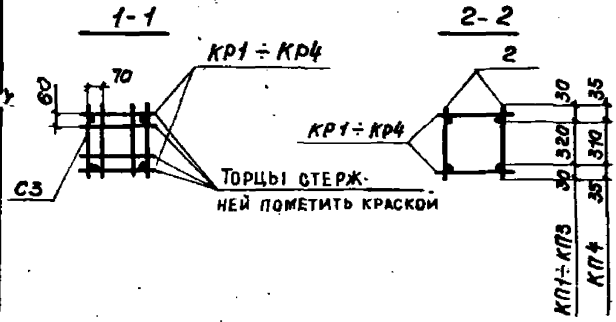 1-1
2-2
КР1÷КР4
2
70
60
КР1÷КР4
С3
ТОРЦЫ СТЕРЖ-
НЕЙ ПОМЕТИТЬ КРАСКОЙ
30 320 30
35 310 35
КП1÷КП3
КП4